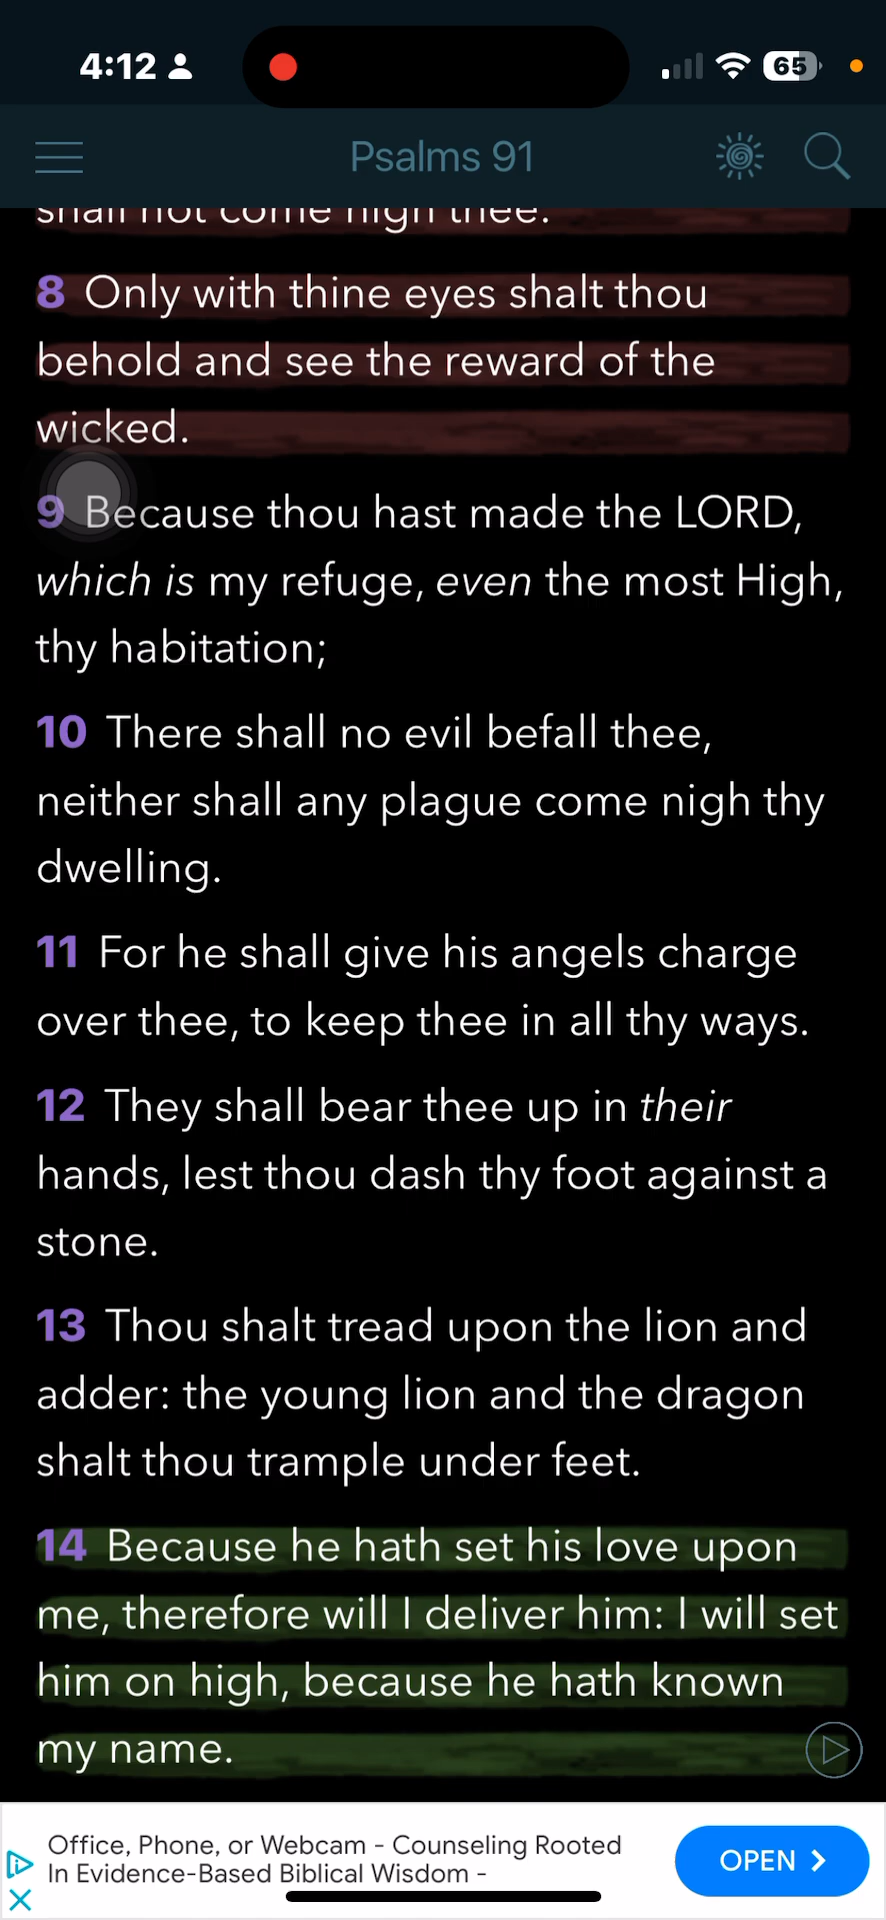 4:12
65
Psalms 91
shall not come nigh thee.
8 Only with thine eyes shalt thou
behold and see the reward of the
wicked.
9 Because thou hast made the LORD,
which is my refuge, even the most High,
thy habitation;
10 There shall no evil befall thee,
neither shall any plague come nigh thy
dwelling.
11 For he shall give his angels charge
over thee, to keep thee in all thy ways.
12 They shall bear thee up in their
hands, lest thou dash thy foot against a
stone.
13 Thou shalt tread upon the lion and
adder: the young lion and the dragon
shalt thou trample under feet.
14 Because he hath set his love upon
me, therefore will I deliver him: I will set
him on high, because he hath known
my name.
Office, Phone, or Webcam - Counseling Rooted
In Evidence-Based Biblical Wisdom -
OPEN